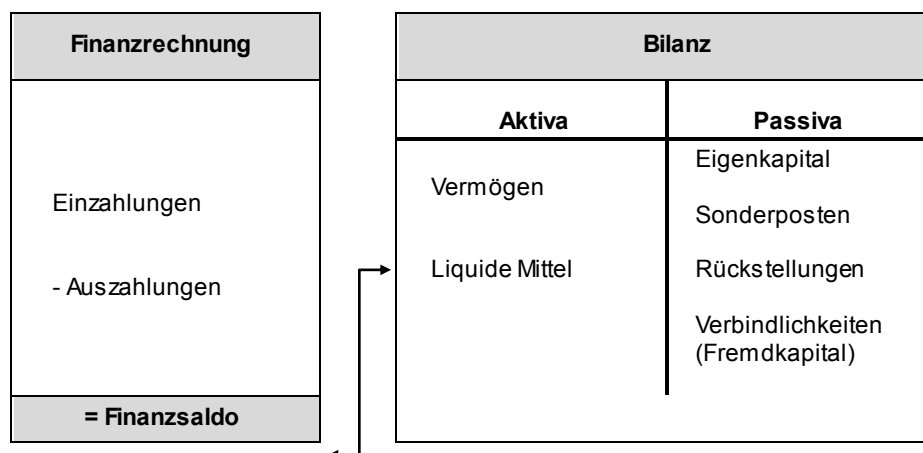 Finanzrechnung
Einzahlungen
- Auszahlungen
= Finanzsaldo
Bilanz
Aktiva
Vermögen
Liquide Mittel
Passiva
Eigenkapital
Sonderposten
Rückstellungen
Verbindlichkeiten
(Fremdkapital)